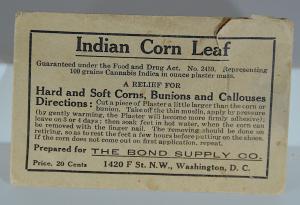 Indian Corn Leaf
Guaranteed under the Food and Drug Act. No. 2459. Representing
100 grains Cannabis Indica in ounce plaster mass.
A RELIEF FOR
Hard and Soft Corns, Bunions and Callouses
Directions: Cut a piece of Plaster a little larger than the corn or
bunion. Take off the thin muslin, apply by pressure
(by gently warming, the Plaster will become more firmly adhesive);
leave on 3 or 4 days; then soak feet in hot water, when the corn can
be removed with the finger nail. The removing should be done on
retiring, so as to rest the feet a few hours before putting on the shoes.
If the corn does not come out on first application, repeat.
Prepared for THE BOND SUPPLY CO.
Price, 20 Cents 1420 F St. N.W., Washington, D. C.